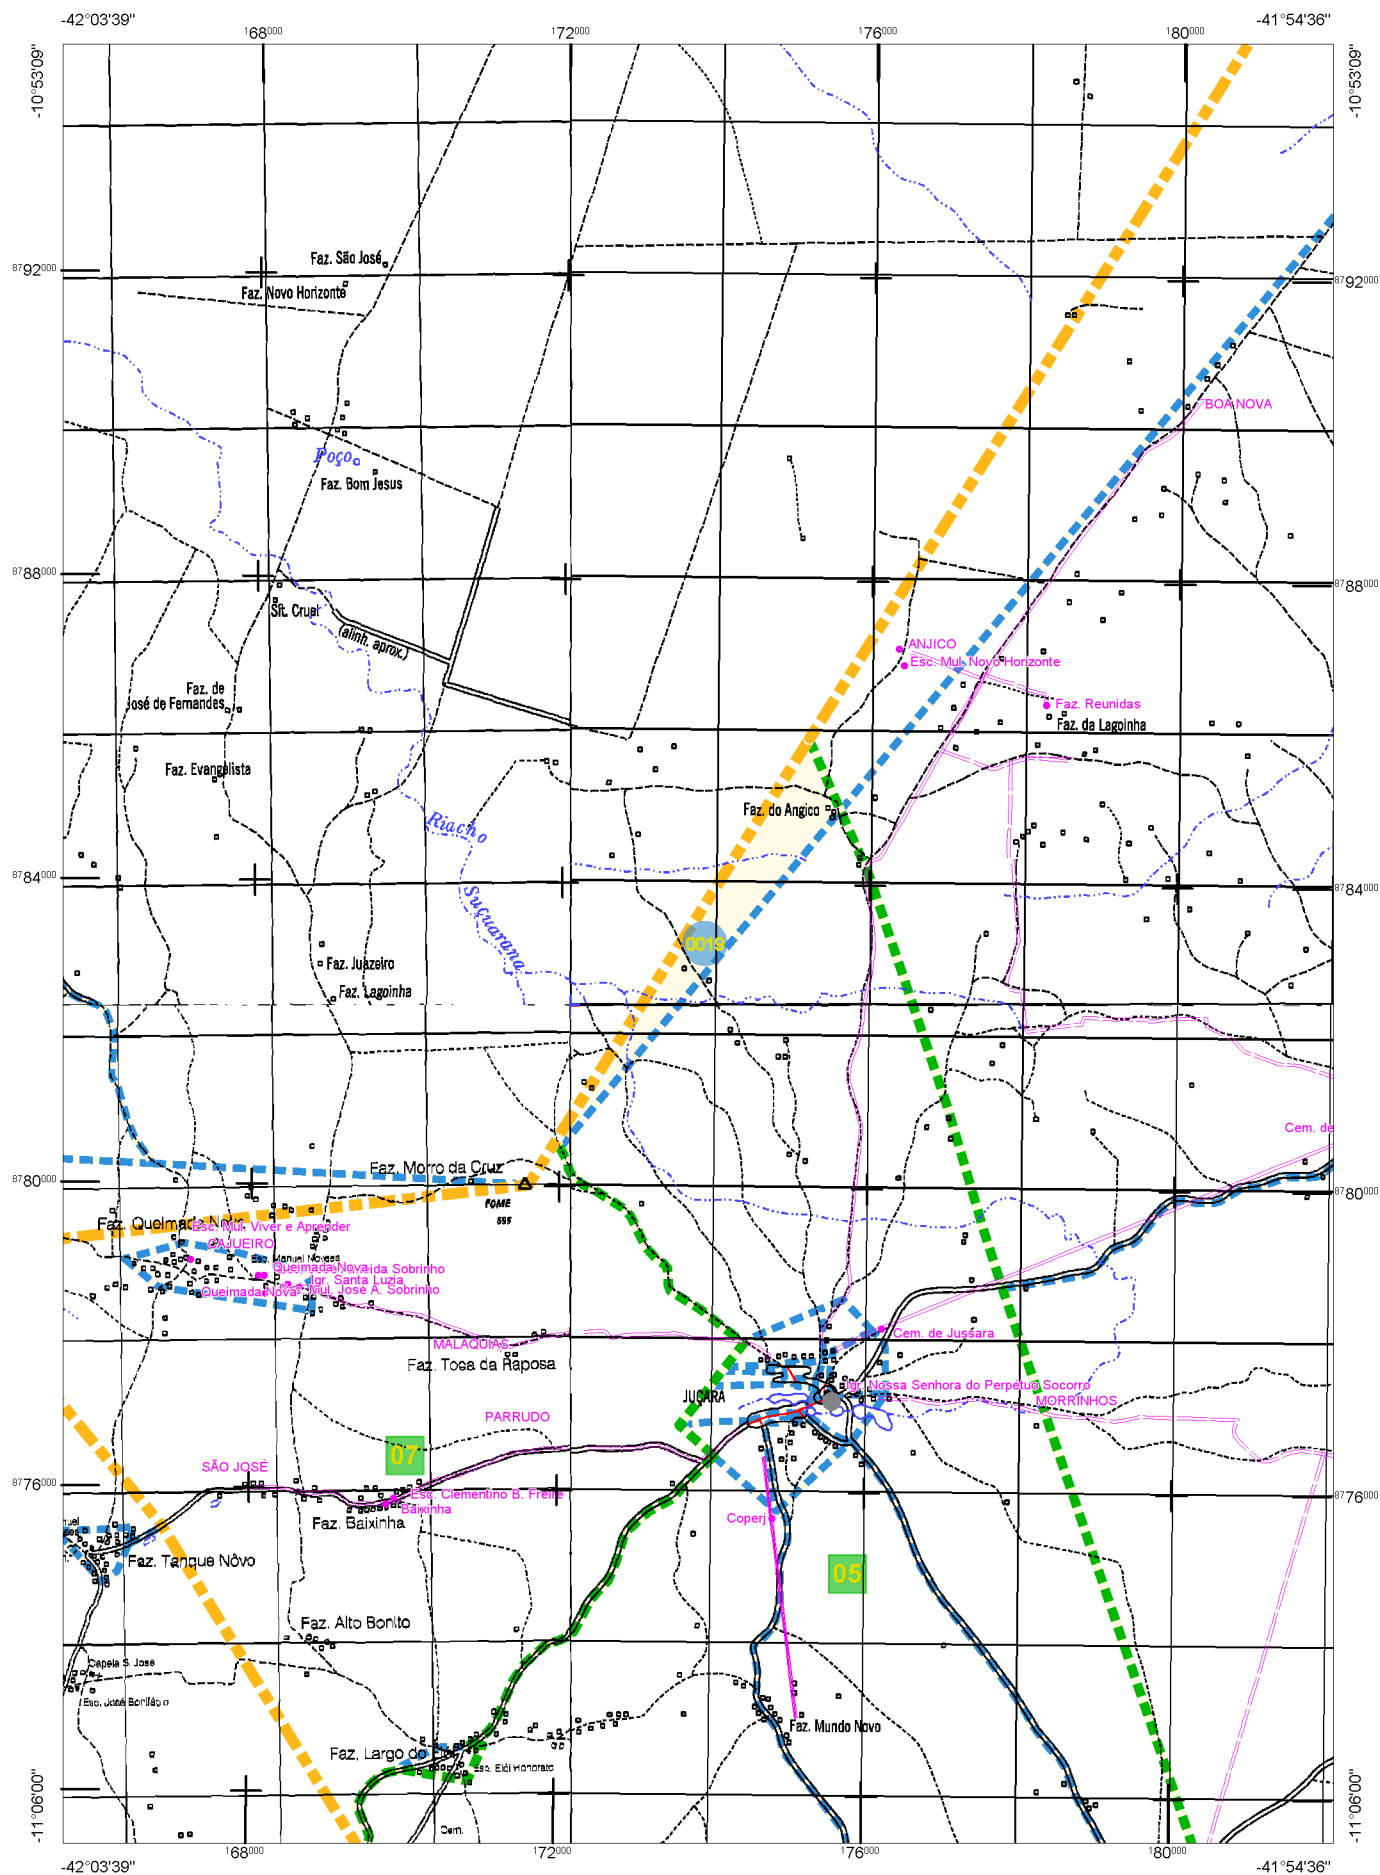 -42°03'39"
-41°54'36"
168000
172000
176000
180000
-10°53'09"
-10°53'09"
Faz. São José
8792000
8792000
Faz. Novo Horizonte
BOA NOVA
Poço
Faz. Bom Jesus
8788000
8788000
Sít. Cruel
(alinh. aprox.)
ANJICO
Esc. Mul. Novo Horizonte
Faz. de
José de Fernandes
Faz. Reunidas
Faz. da Lagoinha
Faz. Evangelista
Faz. do Angico
Riacho
8784000
8784000
Suçuarana
0019
Faz. Juazeiro
Faz. Lagoinha
Cem. de
Faz. Morro da Cruz
8780000
8780000
FOME
595
Faz. Queimada Nova
Esc. Mul. Viver e Aprender
CAJUEIRO
Esc. Manuel Novaes
Queimada Nova
Almeida Sobrinho
Igr. Santa Luzia
Queimada Nova
Mul. Jose A. Sobrinho
Cem. de Jussara
MALAQUIAS
Faz. Toca da Raposa
Igr. Nossa Senhora do Perpétuo Socorro
JUÇARA
MORRINHOS
PARRUDO
07
SÃO JOSÉ
8776000
8776000
Esc. Clementino B. Freire
Baixinha
Faz. Baixinha
Coperj
Faz. Tanque Nôvo
05
Faz. Alto Bonito
Capela S. José
Esc. José Bonifácio
Faz. Mundo Novo
Faz. Largo do Elói
Esc. Elói Honorato
Cem.
-11°06'00"
-11°06'00"
168000
172000
176000
180000
-42°03'39"
-41°54'36"